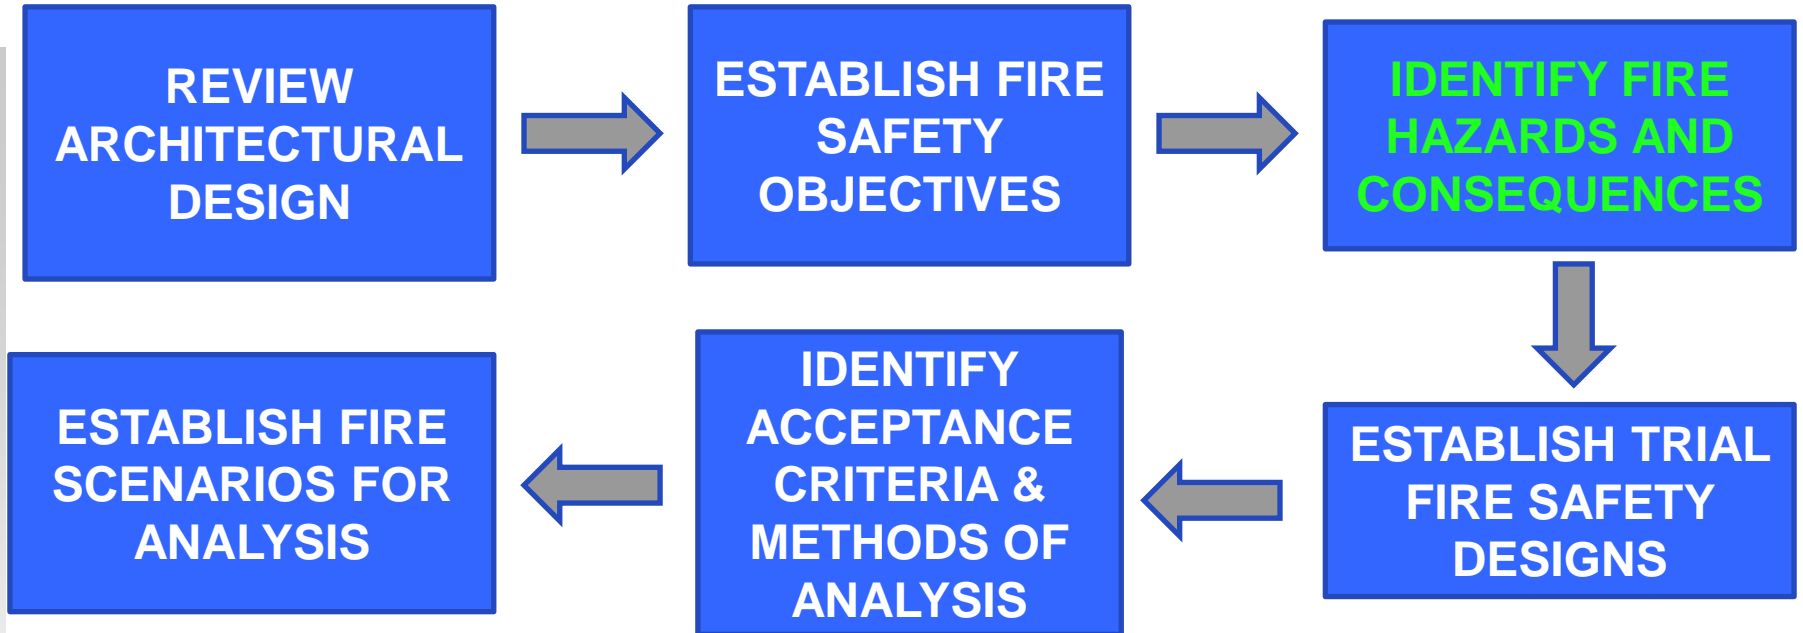 REVIEW
ARCHITECTURAL
DESIGN
ESTABLISH FIRE
SAFETY
OBJECTIVES
IDENTIFY FIRE
HAZARDS AND
CONSEQUENCES
ESTABLISH TRIAL
FIRE SAFETY
DESIGNS
IDENTIFY
ACCEPTANCE
CRITERIA &
METHODS OF
ANALYSIS
ESTABLISH FIRE
SCENARIOS FOR
ANALYSIS